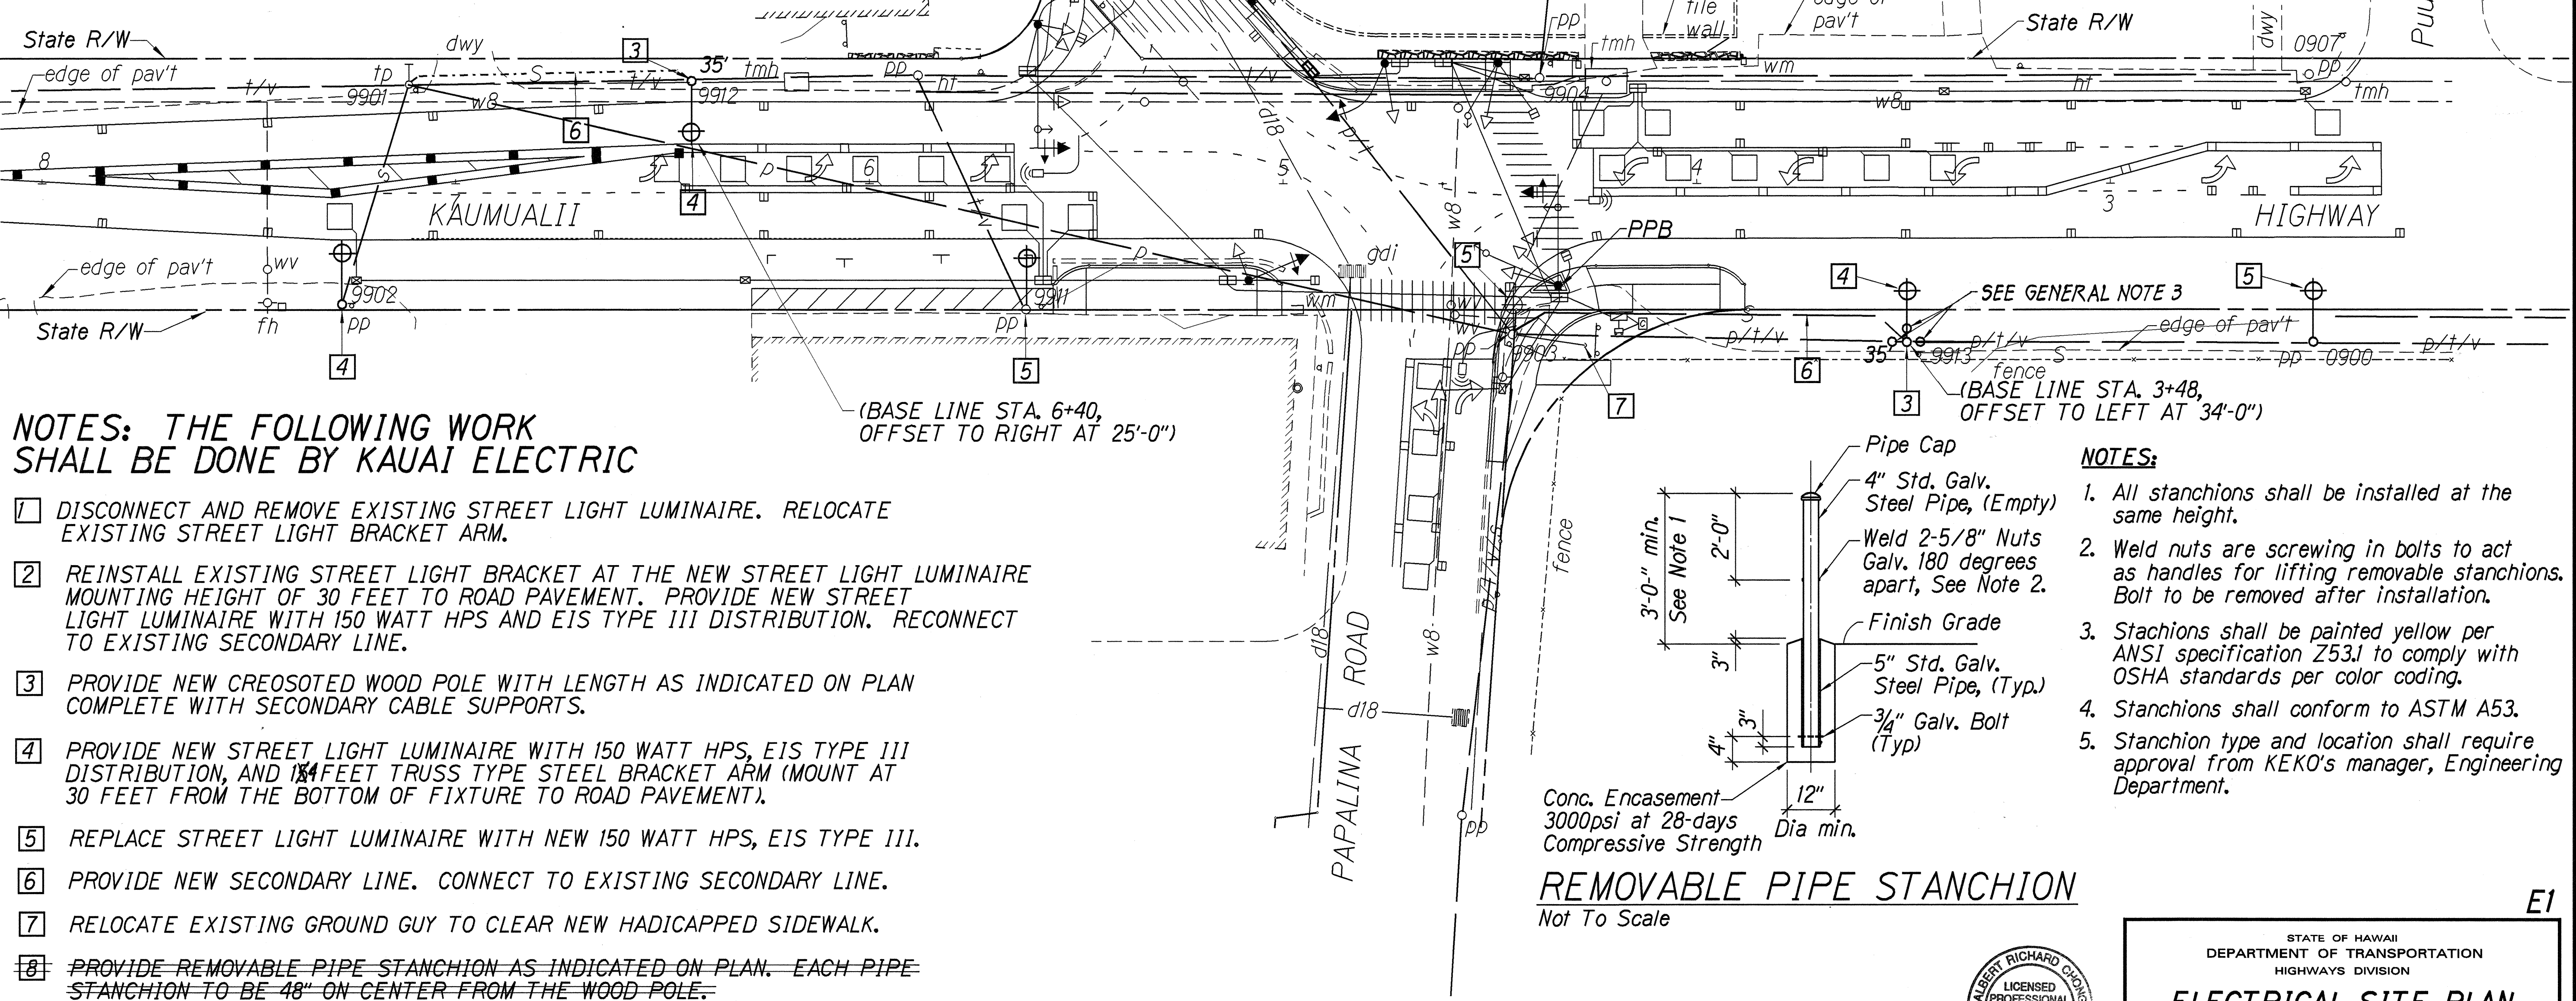 State R/W
edge of pav't
dwy
tp
9901
t/v
S
3
35'
9912
tmh
6
t/v
w8
pp
ht
d18
t/v
pp
tmh
9904
tile
wall
edge of
pav't
wm
State R/W
w8
ht
dwy
0907
pp
tmh
8
S
4
p
6
5
4
3
7
KAUMUALII
HIGHWAY
w8
PPB
gdi
5
edge of pav't
wv
9902
fh
pp
State R/W
4
9911
pp
5
p
wm
wv
pp
9903
7
S
p/t/v
6
4
SEE GENERAL NOTE 3
5
35'
9913
p/t/v
edge of pav't
S
fence
pp
0900
p/t/v
3
(BASE LINE STA. 6+40,
OFFSET TO RIGHT AT 25'-0")
(BASE LINE STA. 3+48,
OFFSET TO LEFT AT 34'-0")
NOTES: THE FOLLOWING WORK
SHALL BE DONE BY KAUAI ELECTRIC
1 DISCONNECT AND REMOVE EXISTING STREET LIGHT LUMINAIRE. RELOCATE
EXISTING STREET LIGHT BRACKET ARM.
2 REINSTALL EXISTING STREET LIGHT BRACKET AT THE NEW STREET LIGHT LUMINAIRE
MOUNTING HEIGHT OF 30 FEET TO ROAD PAVEMENT. PROVIDE NEW STREET
LIGHT LUMINAIRE WITH 150 WATT HPS AND EIS TYPE III DISTRIBUTION. RECONNECT
TO EXISTING SECONDARY LINE.
3 PROVIDE NEW CREOSOTED WOOD POLE WITH LENGTH AS INDICATED ON PLAN
COMPLETE WITH SECONDARY CABLE SUPPORTS.
4 PROVIDE NEW STREET LIGHT LUMINAIRE WITH 150 WATT HPS, EIS TYPE III
DISTRIBUTION, AND FEET TRUSS TYPE STEEL BRACKET ARM (MOUNT AT
30 FEET FROM THE BOTTOM OF FIXTURE TO ROAD PAVEMENT).
5 REPLACE STREET LIGHT LUMINAIRE WITH NEW 150 WATT HPS, EIS TYPE III.
6 PROVIDE NEW SECONDARY LINE. CONNECT TO EXISTING SECONDARY LINE.
7 RELOCATE EXISTING GROUND GUY TO CLEAR NEW HADICAPPED SIDEWALK.
8 PROVIDE REMOVABLE PIPE STANCHION AS INDICATED ON PLAN. EACH PIPE
STANCHION TO BE 48" ON CENTER FROM THE WOOD POLE.
PAPALINA ROAD
d18
w8
p/t/v/s
fence
d18
pp
Pipe Cap
4" Std. Galv.
Steel Pipe, (Empty)
Weld 2-5/8" Nuts
Galv. 180 degrees
apart, See Note 2.
Finish Grade
5" Std. Galv.
Steel Pipe, (Typ.)
3/4" Galv. Bolt
(Typ)
3'-0-" min.
See Note 1
2'-0"
3"
3"
4"
12"
Dia min.
Conc. Encasement
3000psi at 28-days
Compressive Strength
REMOVABLE PIPE STANCHION
Not To Scale
NOTES:
1. All stanchions shall be installed at the
same height.
2. Weld nuts are screwing in bolts to act
as handles for lifting removable stanchions.
Bolt to be removed after installation.
3. Stachions shall be painted yellow per
ANSI specification Z53.1 to comply with
OSHA standards per color coding.
4. Stanchions shall conform to ASTM A53.
5. Stanchion type and location shall require
approval from KEKO's manager, Engineering
Department.
E1
STATE OF HAWAII
DEPARTMENT OF TRANSPORTATION
HIGHWAYS DIVISION
ELECTRICAL SITE PLAN
ALBERT RICHARD CHONG
LICENSED
PROFESSIONAL